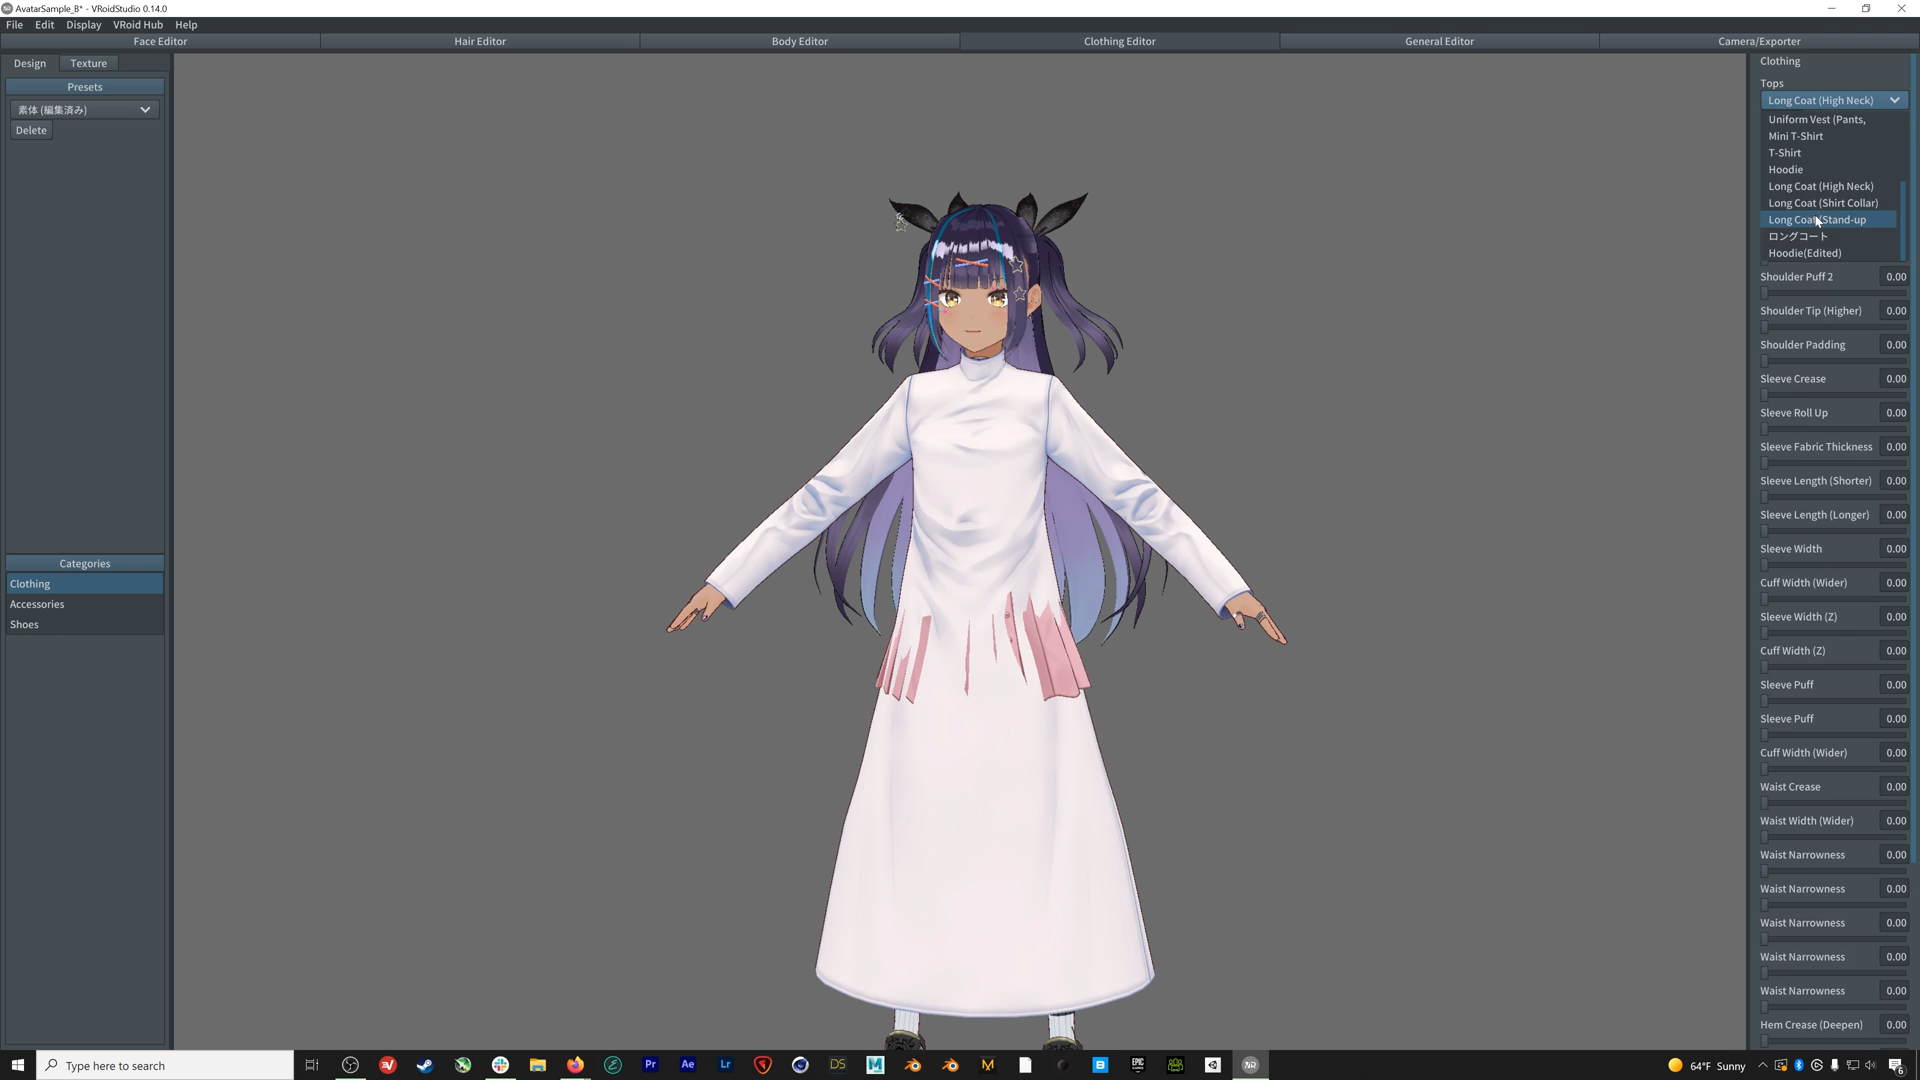 AvatarSample_B* - VRoidStudio 0.14.0
File Edit Display VRoid Hub Help
Face Editor Hair Editor Body Editor Clothing Editor General Editor Camera/Exporter
Design Texture
Presets
素体 (編集済み)
Delete
Categories
Clothing
Accessories
Shoes
Clothing
Tops
Long Coat (High Neck)
Uniform Vest (Pants,
Mini T-Shirt
T-Shirt
Hoodie
Long Coat (High Neck)
Long Coat (Shirt Collar)
Long Coat (Stand-up
ロングコート
Hoodie(Edited)
Shoulder Puff 2 0.00
Shoulder Tip (Higher) 0.00
Shoulder Padding 0.00
Sleeve Crease 0.00
Sleeve Roll Up 0.00
Sleeve Fabric Thickness 0.00
Sleeve Length (Shorter) 0.00
Sleeve Length (Longer) 0.00
Sleeve Width 0.00
Cuff Width (Wider) 0.00
Sleeve Width (Z) 0.00
Cuff Width (Z) 0.00
Sleeve Puff 0.00
Sleeve Puff 0.00
Cuff Width (Wider) 0.00
Waist Crease 0.00
Waist Width (Wider) 0.00
Waist Narrowness 0.00
Waist Narrowness 0.00
Waist Narrowness 0.00
Waist Narrowness 0.00
Waist Narrowness 0.00
Hem Crease (Deepen) 0.00
Type here to search
Pr Ae Lr DS M EPIC GAMES
64°F Sunny
6